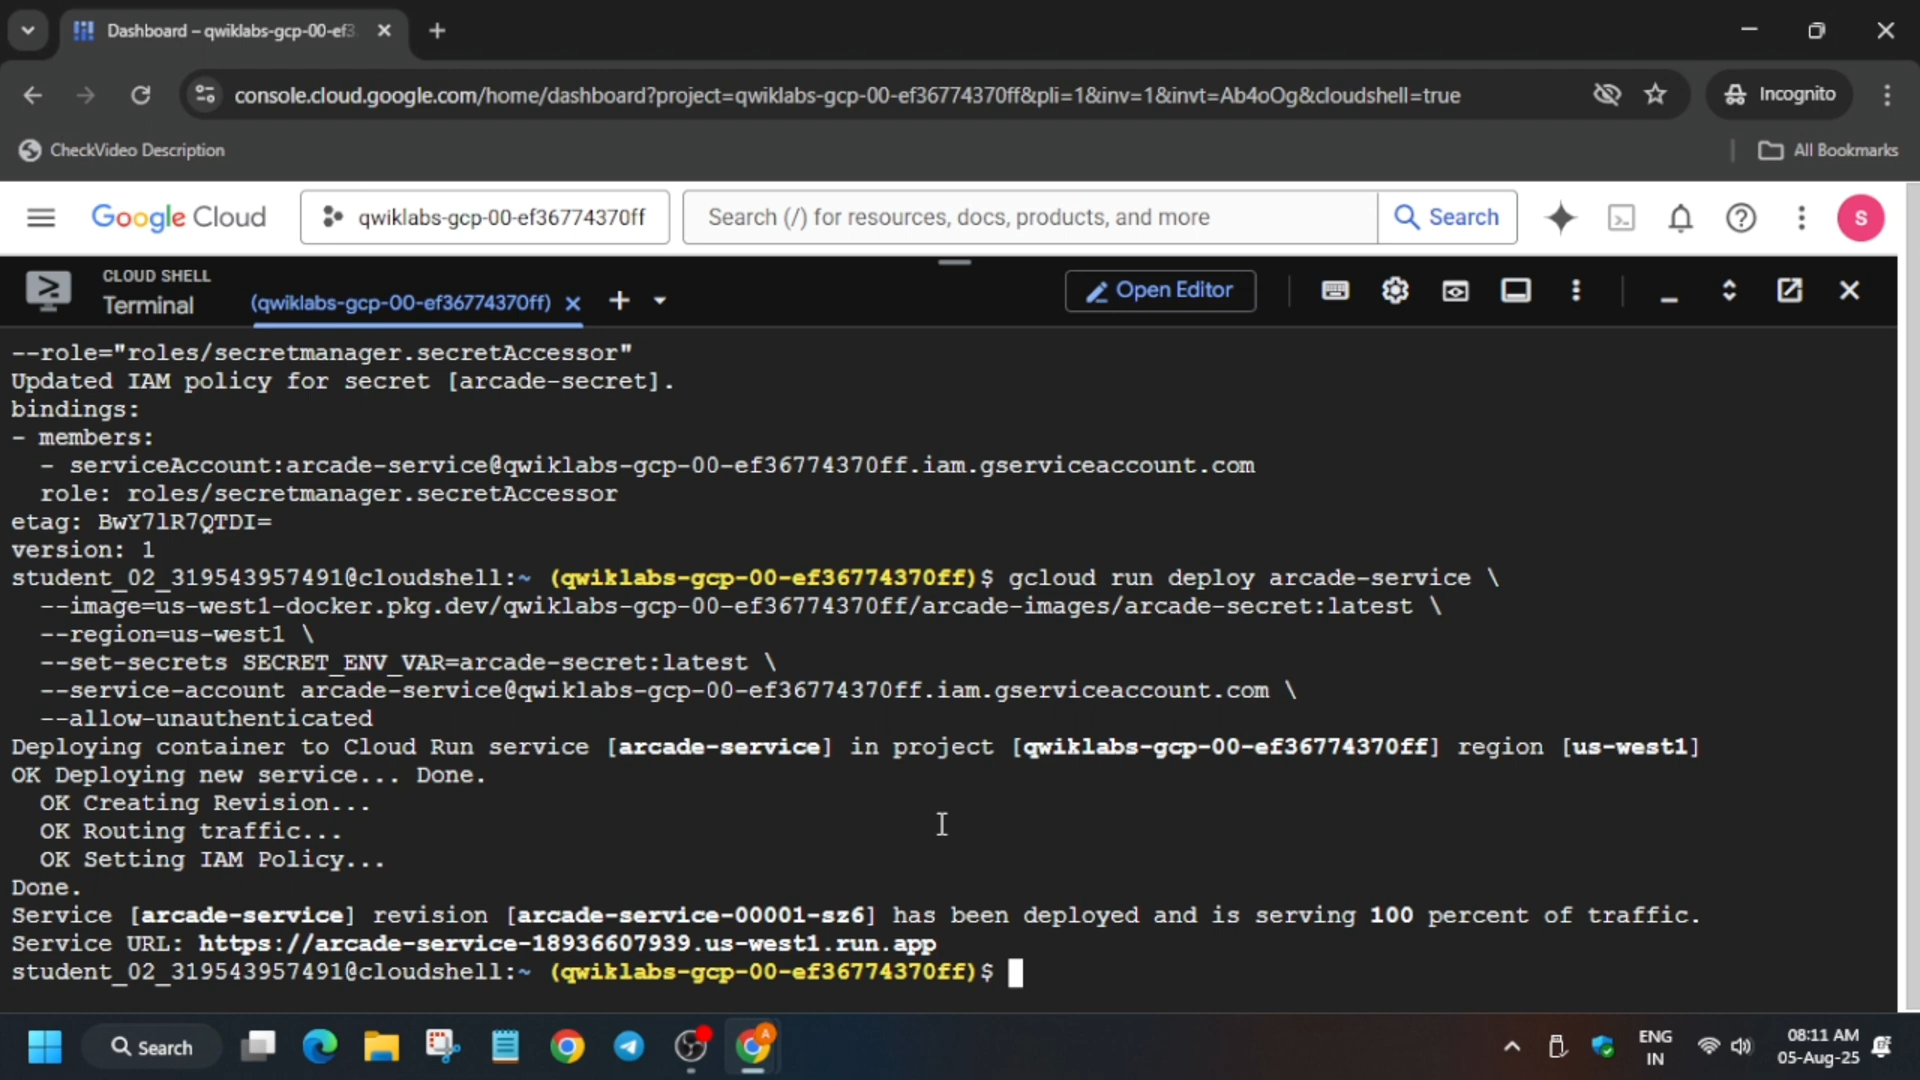 Dashboard – qwiklabs-gcp-00-ef3
console.cloud.google.com/home/dashboard?project=qwiklabs-gcp-00-ef36774370ff&pli=1&inv=1&invt=Ab4oOg&cloudshell=true
Incognito
CheckVideo Description
All Bookmarks
Google Cloud
qwiklabs-gcp-00-ef36774370ff
Search (/) for resources, docs, products, and more
Search
S
CLOUD SHELL
Terminal
(qwiklabs-gcp-00-ef36774370ff)
Open Editor
--role="roles/secretmanager.secretAccessor"
Updated IAM policy for secret [arcade-secret].
bindings:
- members:
  - serviceAccount:arcade-service@qwiklabs-gcp-00-ef36774370ff.iam.gserviceaccount.com
  role: roles/secretmanager.secretAccessor
etag: BwY7lR7QTDI=
version: 1
student_02_319543957491@cloudshell:~ (qwiklabs-gcp-00-ef36774370ff)$ gcloud run deploy arcade-service \
  --image=us-west1-docker.pkg.dev/qwiklabs-gcp-00-ef36774370ff/arcade-images/arcade-secret:latest \
  --region=us-west1 \
  --set-secrets SECRET_ENV_VAR=arcade-secret:latest \
  --service-account arcade-service@qwiklabs-gcp-00-ef36774370ff.iam.gserviceaccount.com \
  --allow-unauthenticated
Deploying container to Cloud Run service [arcade-service] in project [qwiklabs-gcp-00-ef36774370ff] region [us-west1]
OK Deploying new service... Done.
  OK Creating Revision...
  OK Routing traffic...
  OK Setting IAM Policy...
Done.
Service [arcade-service] revision [arcade-service-00001-sz6] has been deployed and is serving 100 percent of traffic.
Service URL: https://arcade-service-18936607939.us-west1.run.app
student_02_319543957491@cloudshell:~ (qwiklabs-gcp-00-ef36774370ff)$
Search
A
ENG
IN
08:11 AM
05-Aug-25